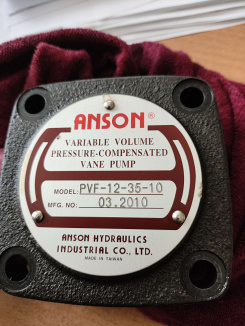 ANSON®
VARIABLE VOLUME
PRESSURE-COMPENSATED
VANE PUMP
MODEL: PVF-12-35-10
MFG. NO: 03.2010
ANSON HYDRAULICS
INDUSTRIAL CO., LTD.
MADE IN TAIWAN